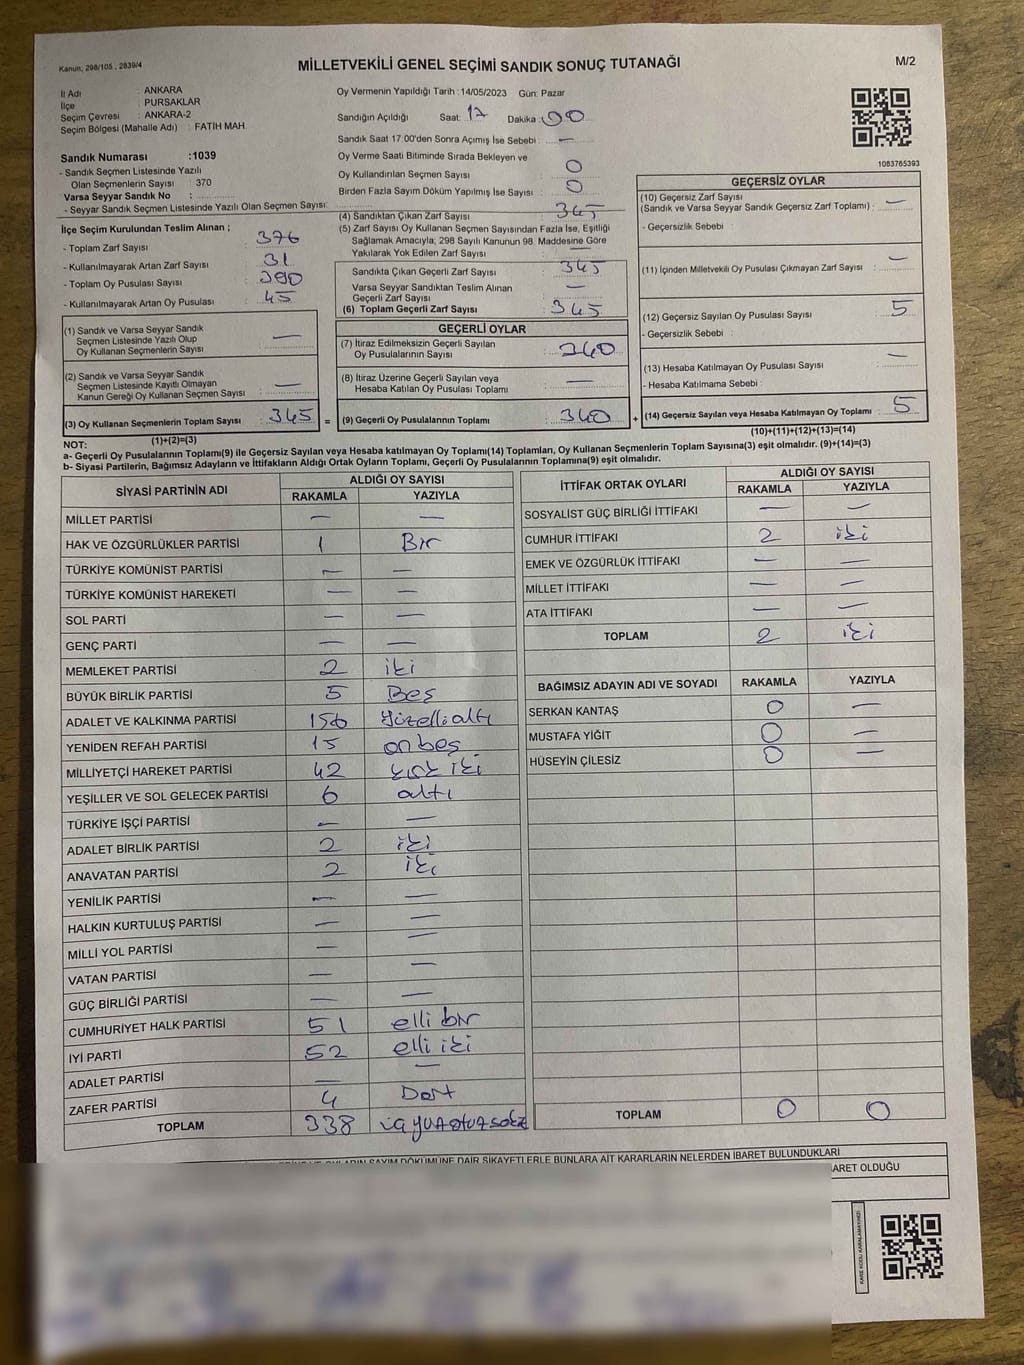 Kanun: 298/105 , 2839/4
MİLLETVEKİLİ GENEL SEÇİMİ SANDIK SONUÇ TUTANAĞI
M/2
İl Adı : ANKARA
İlçe : PURSAKLAR
Seçim Çevresi : ANKARA-2
Seçim Bölgesi (Mahalle Adı) : FATİH MAH.
Sandık Numarası :1039
- Sandık Seçmen Listesinde Yazılı
Olan Seçmenlerin Sayısı : 370
Varsa Seyyar Sandık No :
- Seyyar Sandık Seçmen Listesinde Yazılı Olan Seçmen Sayısı:
Oy Vermenin Yapıldığı Tarih :14/05/2023 Gün: Pazar
Sandığın Açıldığı Saat: 17 Dakika: 00
Sandık Saat 17:00'den Sonra Açımış İse Sebebi : —
Oy Verme Saati Bitiminde Sırada Bekleyen ve
Oy Kullandırılan Seçmen Sayısı : 0
Birden Fazla Sayım Döküm Yapılmış İse Sayısı : 0
1083765393
İlçe Seçim Kurulundan Teslim Alınan ;
- Toplam Zarf Sayısı : 376
- Kullanılmayarak Artan Zarf Sayısı : 31
- Toplam Oy Pusulası Sayısı : 390
- Kullanılmayarak Artan Oy Pusulası : 45
(1) Sandık ve Varsa Seyyar Sandık
Seçmen Listesinde Yazılı Olup
Oy Kullanan Seçmenlerin Sayısı : —
(2) Sandık ve Varsa Seyyar Sandık
Seçmen Listesinde Kayıtlı Olmayan
Kanun Gereği Oy Kullanan Seçmen Sayısı : —
(3) Oy Kullanan Seçmenlerin Toplam Sayısı : 345
(1)+(2)=(3)
(4) Sandıktan Çıkan Zarf Sayısı : 345
(5) Zarf Sayısı Oy Kullanan Seçmen Sayısından Fazla İse, Eşitliği
Sağlamak Amacıyla; 298 Sayılı Kanunun 98. Maddesine Göre
Yakılarak Yok Edilen Zarf Sayısı : —
Sandıkta Çıkan Geçerli Zarf Sayısı : 345
Varsa Seyyar Sandıktan Teslim Alınan
Geçerli Zarf Sayısı : —
(6) Toplam Geçerli Zarf Sayısı : 345
GEÇERLİ OYLAR
(7) İtiraz Edilmeksizin Geçerli Sayılan
Oy Pusulalarının Sayısı : 340
(8) İtiraz Üzerine Geçerli Sayılan veya
Hesaba Katılan Oy Pusulası Toplamı : —
= (9) Geçerli Oy Pusulalarının Toplamı : 340
GEÇERSİZ OYLAR
(10) Geçersiz Zarf Sayısı
(Sandık ve Varsa Seyyar Sandık Geçersiz Zarf Toplamı) : —
- Geçersizlik Sebebi :
(11) İçinden Milletvekili Oy Pusulası Çıkmayan Zarf Sayısı : —
(12) Geçersiz Sayılan Oy Pusulası Sayısı : 5
- Geçersizlik Sebebi :
(13) Hesaba Katılmayan Oy Pusulası Sayısı : —
- Hesaba Katılmama Sebebi :
+ (14) Geçersiz Sayılan veya Hesaba Katılmayan Oy Toplamı : 5
(10)+(11)+(12)+(13)=(14)
NOT:
a- Geçerli Oy Pusulalarının Toplamı(9) ile Geçersiz Sayılan veya Hesaba katılmayan Oy Toplamı(14) Toplamları, Oy Kullanan Seçmenlerin Toplam Sayısına(3) eşit olmalıdır. (9)+(14)=(3)
b- Siyasi Partilerin, Bağımsız Adayların ve İttifakların Aldığı Ortak Oyların Toplamı, Geçerli Oy Pusulalarının Toplamına(9) eşit olmalıdır.
SİYASİ PARTİNİN ADI ALDIĞI OY SAYISI
RAKAMLA YAZIYLA
MİLLET PARTİSİ — —
HAK VE ÖZGÜRLÜKLER PARTİSİ 1 Bir
TÜRKİYE KOMÜNİST PARTİSİ — —
TÜRKİYE KOMÜNİST HAREKETİ — —
SOL PARTİ — —
GENÇ PARTİ — —
MEMLEKET PARTİSİ 2 iki
BÜYÜK BİRLİK PARTİSİ 5 Beş
ADALET VE KALKINMA PARTİSİ 156 Yüzellialtı
YENİDEN REFAH PARTİSİ 15 onbeş
MİLLİYETÇİ HAREKET PARTİSİ 42 kırk iki
YEŞİLLER VE SOL GELECEK PARTİSİ 6 altı
TÜRKİYE İŞÇİ PARTİSİ — —
ADALET BİRLİK PARTİSİ 2 iki
ANAVATAN PARTİSİ 2 iki
YENİLİK PARTİSİ — —
HALKIN KURTULUŞ PARTİSİ — —
MİLLİ YOL PARTİSİ — —
VATAN PARTİSİ — —
GÜÇ BİRLİĞİ PARTİSİ — —
CUMHURİYET HALK PARTİSİ 51 elli bir
İYİ PARTİ 52 elli iki
ADALET PARTİSİ — —
ZAFER PARTİSİ 4 Dört
TOPLAM 338 üçyüzotuzsekiz
İTTİFAK ORTAK OYLARI ALDIĞI OY SAYISI
RAKAMLA YAZIYLA
SOSYALİST GÜÇ BİRLİĞİ İTTİFAKI — —
CUMHUR İTTİFAKI 2 iki
EMEK VE ÖZGÜRLÜK İTTİFAKI — —
MİLLET İTTİFAKI — —
ATA İTTİFAKI — —
TOPLAM 2 iki
BAĞIMSIZ ADAYIN ADI VE SOYADI RAKAMLA YAZIYLA
SERKAN KANTAŞ 0 —
MUSTAFA YİĞİT 0 —
HÜSEYİN ÇİLESİZ 0 —
TOPLAM 0 0
SAYIM DÖKÜMÜNE DAİR ŞİKAYETLERLE BUNLARA AİT KARARLARIN NELERDEN İBARET BULUNDUKLARI
BARET OLDUĞU
KARE KODU KARALAMAYINIZ!